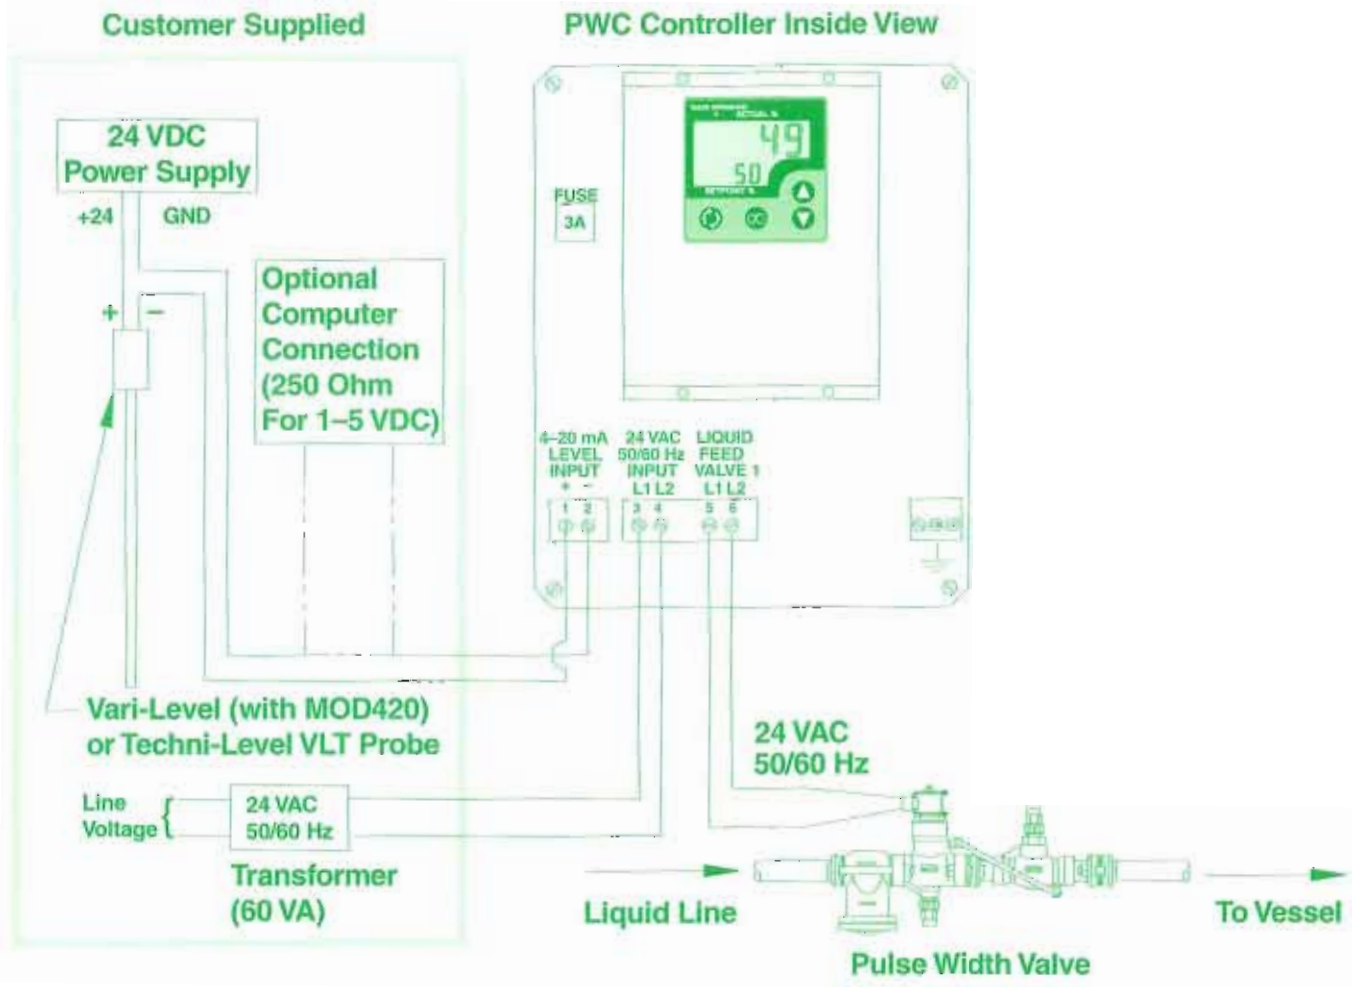 Customer Supplied
PWC Controller Inside View
24 VDC
Power Supply
+24 GND
+ −
Optional
Computer
Connection
(250 Ohm
For 1–5 VDC)
ACTUAL %
49
50
SETPOINT %
FUSE
3A
4–20 mA
LEVEL
INPUT
+ −
1 2
24 VAC
50/60 Hz
INPUT
L1 L2
3 4
LIQUID
FEED
VALVE 1
L1 L2
5 6
Vari-Level (with MOD420)
or Techni-Level VLT Probe
Line
Voltage {
24 VAC
50/60 Hz
Transformer
(60 VA)
24 VAC
50/60 Hz
Liquid Line
To Vessel
Pulse Width Valve